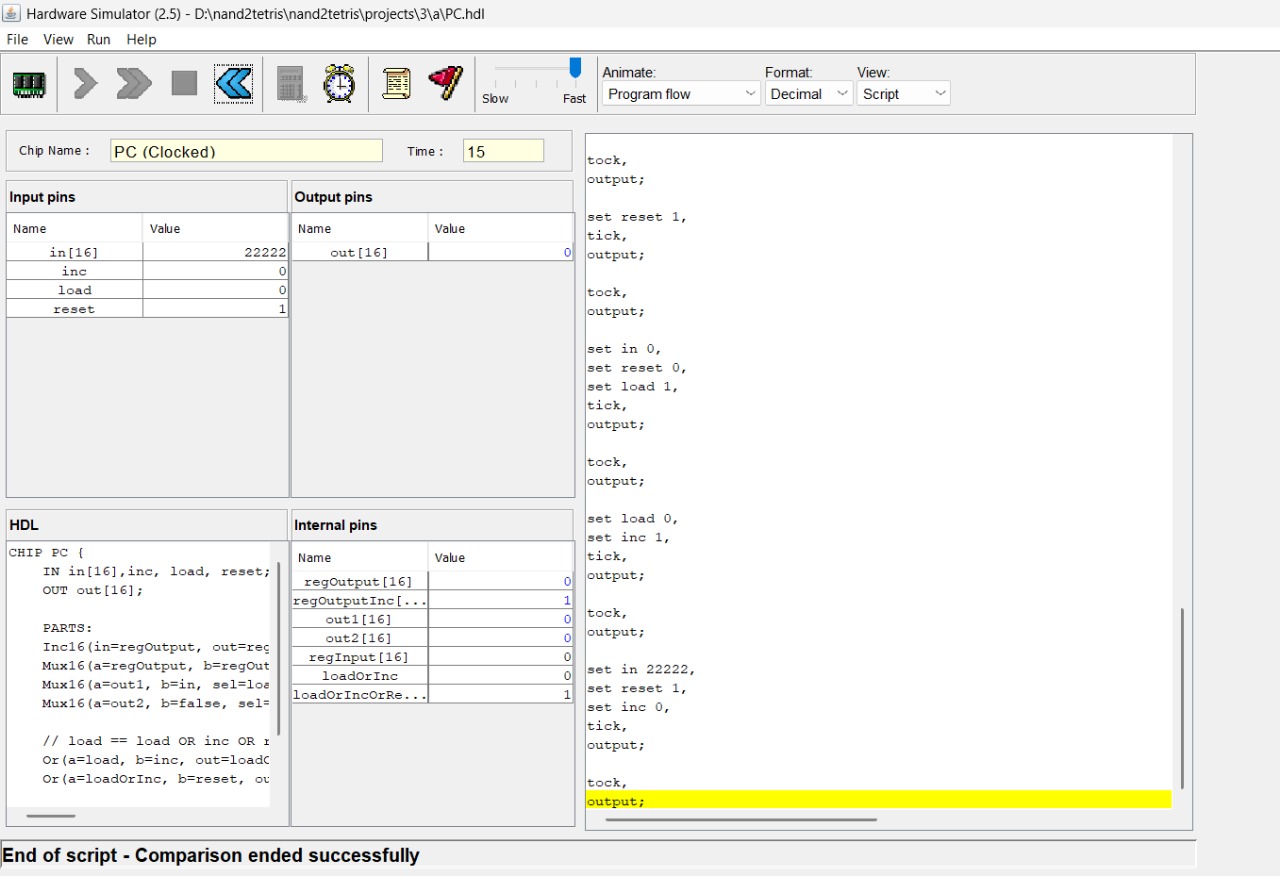 Hardware Simulator (2.5) - D:\nand2tetris\nand2tetris\projects\3\a\PC.hdl
File View Run Help
Slow Fast
Animate: Format: View:
Program flow Decimal Script
Chip Name : PC (Clocked) Time : 15
Input pins
Name Value
in[16] 22222
inc 0
load 0
reset 1
Output pins
Name Value
out[16] 0
HDL
CHIP PC {
IN in[16],inc, load, reset;
OUT out[16];
PARTS:
Inc16(in=regOutput, out=reg
Mux16(a=regOutput, b=regOut
Mux16(a=out1, b=in, sel=loa
Mux16(a=out2, b=false, sel=
// load == load OR inc OR r
Or(a=load, b=inc, out=loadO
Or(a=loadOrInc, b=reset, ou
Internal pins
Name Value
regOutput[16] 0
regOutputInc[... 1
out1[16] 0
out2[16] 0
regInput[16] 0
loadOrInc 0
loadOrIncOrRe... 1
tock,
output;
set reset 1,
tick,
output;
tock,
output;
set in 0,
set reset 0,
set load 1,
tick,
output;
tock,
output;
set load 0,
set inc 1,
tick,
output;
tock,
output;
set in 22222,
set reset 1,
set inc 0,
tick,
output;
tock,
output;
End of script - Comparison ended successfully